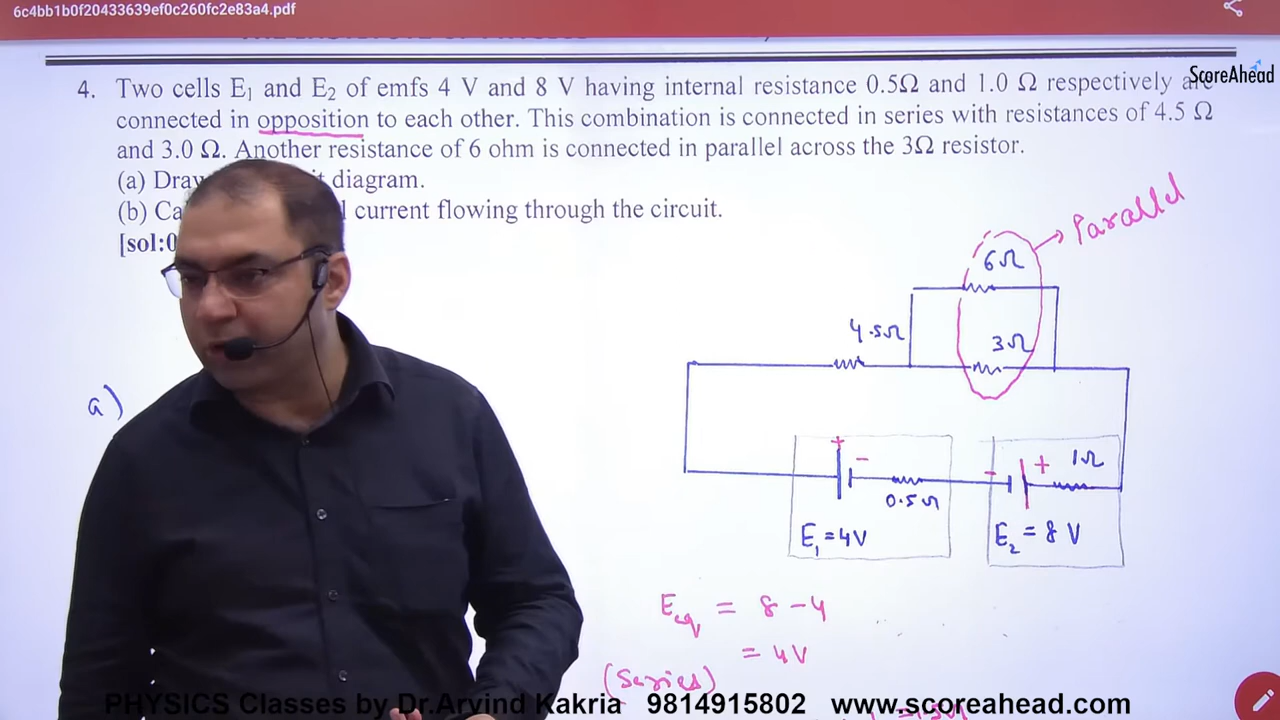 6c4bb1b0f20433639ef0c260fc2e83a4.pdf
ScoreAhead
4. Two cells E₁ and E₂ of emfs 4 V and 8 V having internal resistance 0.5Ω and 1.0 Ω respectively are
connected in opposition to each other. This combination is connected in series with resistances of 4.5 Ω
and 3.0 Ω. Another resistance of 6 ohm is connected in parallel across the 3Ω resistor.
(a) diagram.
(b) current flowing through the circuit.
[sol:0
Parallel
6Ω
4.5Ω
3Ω
a)
+ -
- + 1Ω
0.5Ω
E₁ = 4V
E₂ = 8 V
Eeq = 8 - 4
= 4V
(Series)
PHYSICS Classes by Dr.Arvind Kakria 9814915802 www.scoreahead.com